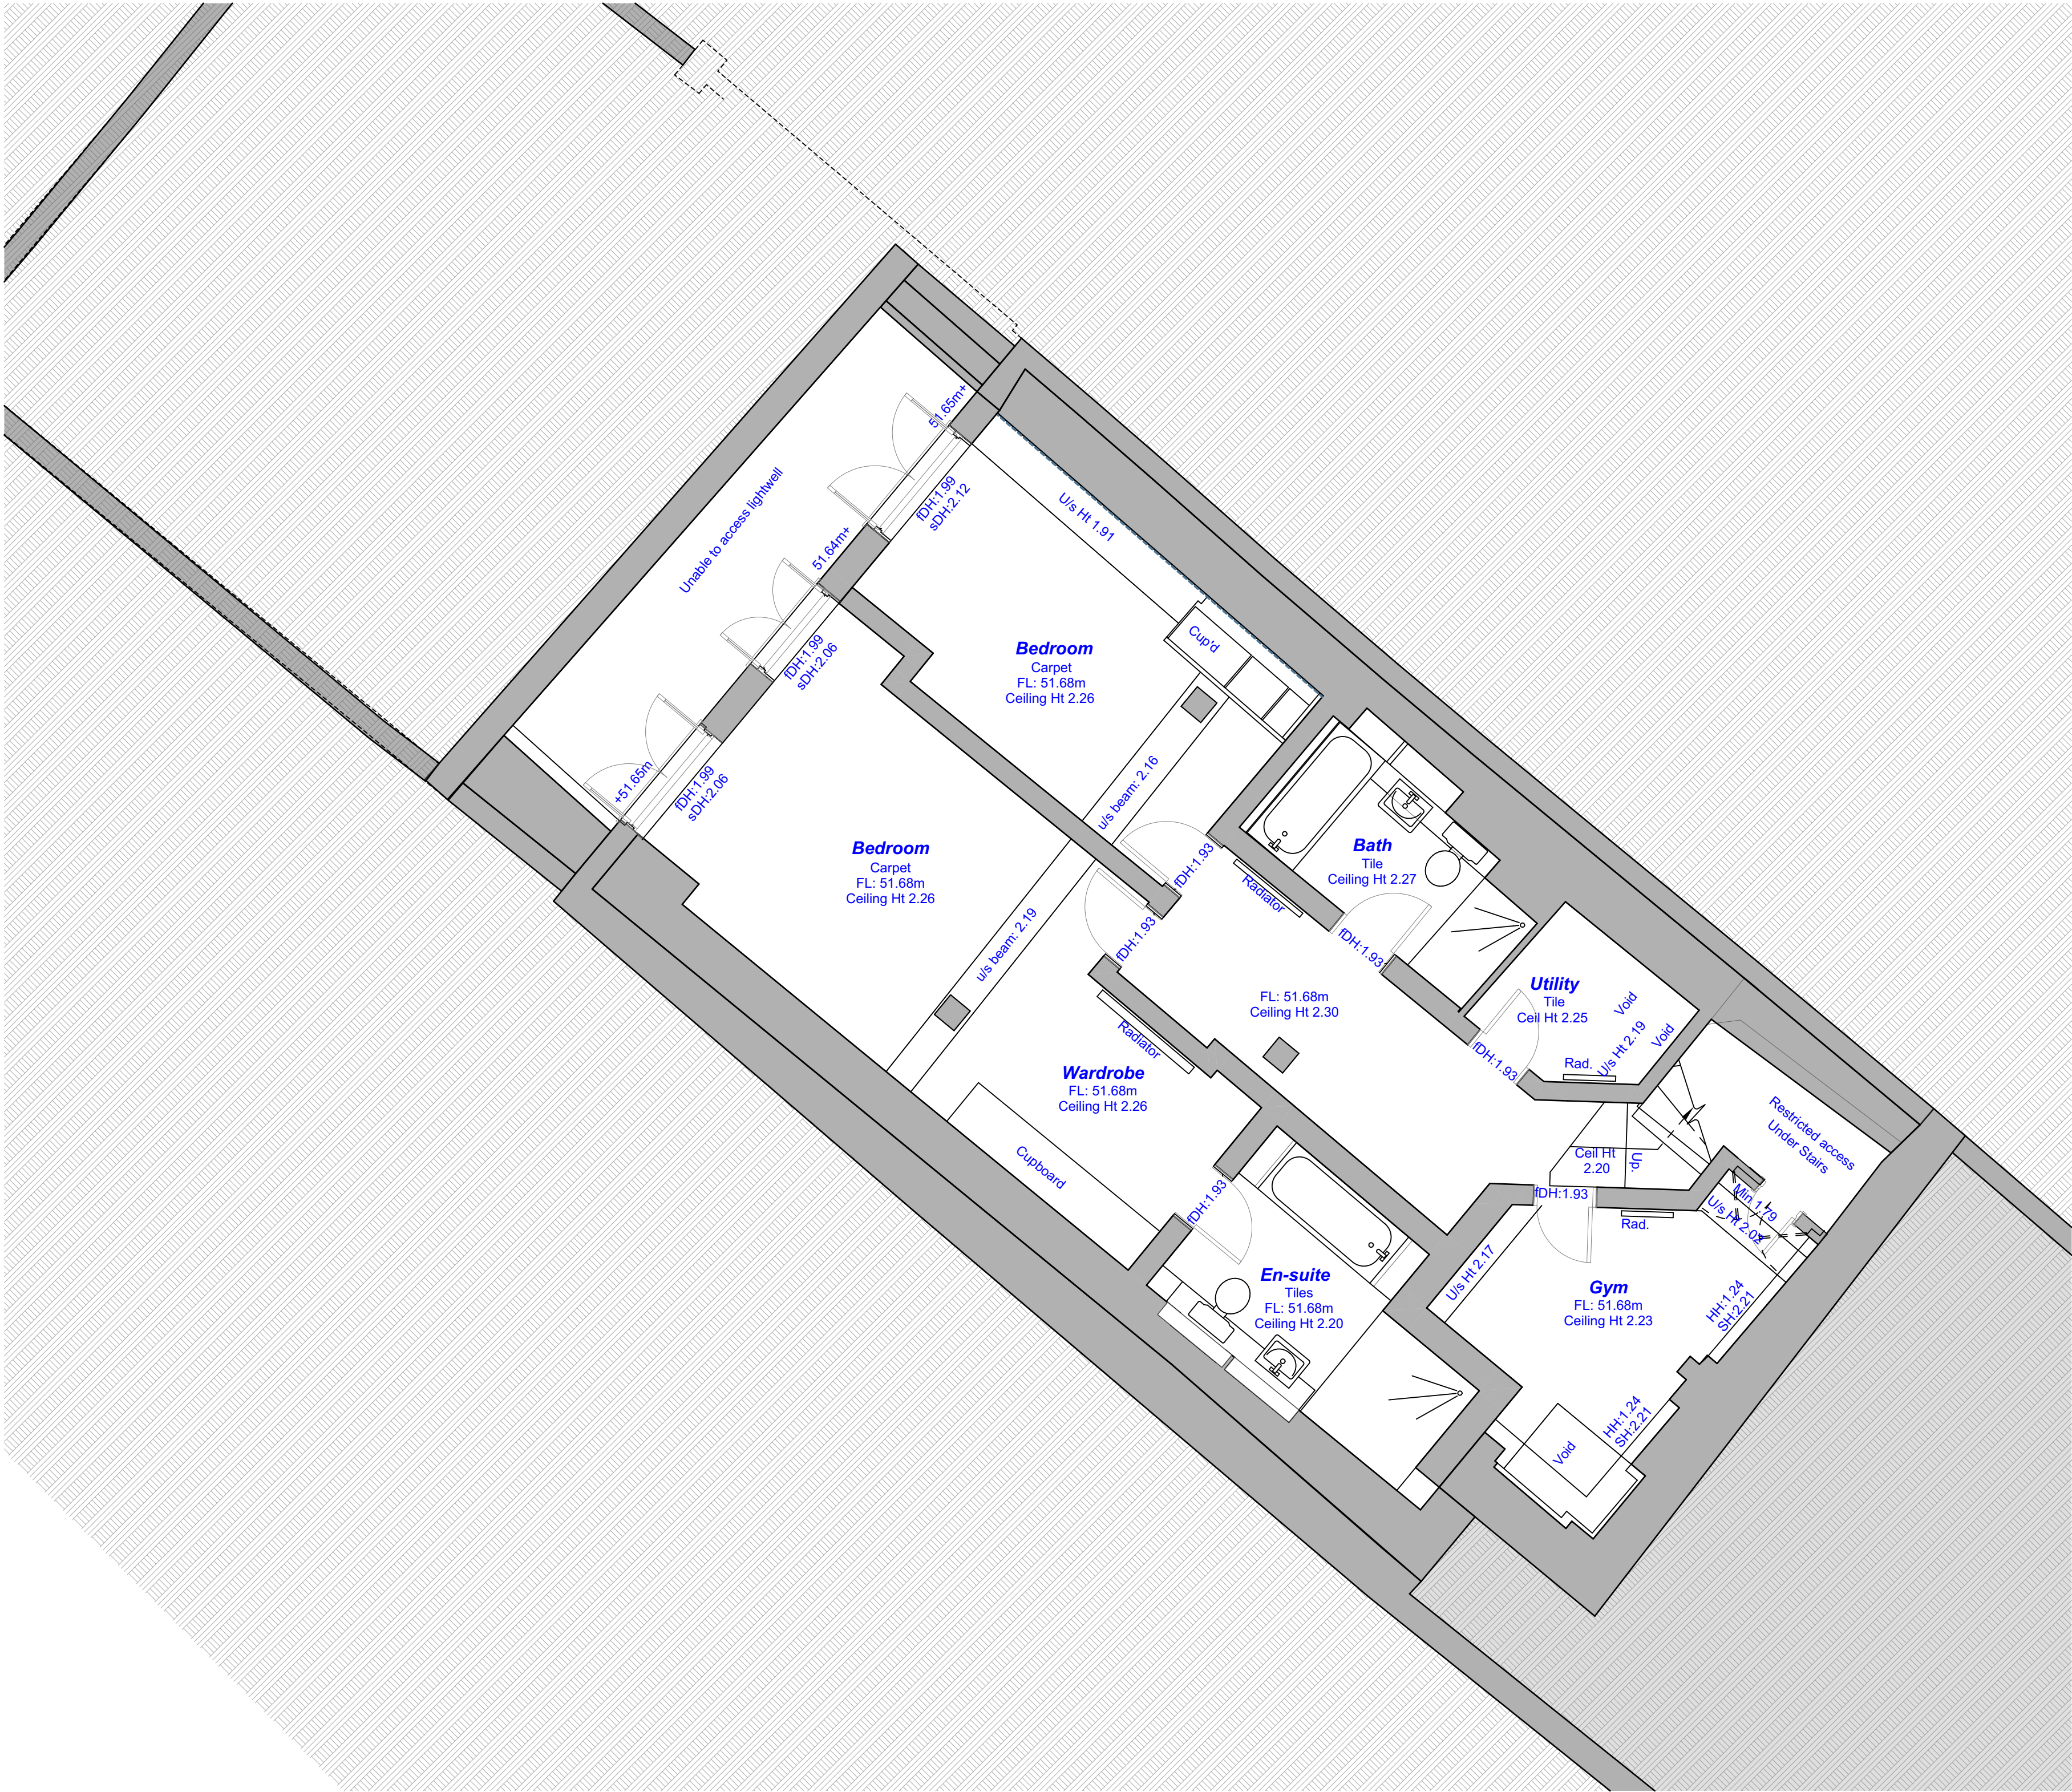 51.65m+
Unable to access lightwell
fDH:1.99
sDH:2.12
U/s Ht 1.91
51.64m+
fDH:1.99
sDH:2.06
Cup'd
Bedroom
Carpet
FL: 51.68m
Ceiling Ht 2.26
+51.65m
fDH:1.99
sDH:2.06
u/s beam: 2.16
Bedroom
Carpet
FL: 51.68m
Ceiling Ht 2.26
fDH:1.93
Radiator
Bath
Tile
Ceiling Ht 2.27
u/s beam: 2.19
fDH:1.93
fDH:1.93
FL: 51.68m
Ceiling Ht 2.30
Utility
Tile
Ceil Ht 2.25
Void
U/s Ht 2.19
Void
Rad.
fDH:1.93
Radiator
Wardrobe
FL: 51.68m
Ceiling Ht 2.26
Cupboard
fDH:1.93
Restricted access
Under Stairs
Ceil Ht
2.20
Up.
fDH:1.93
Rad.
Min 1.79
U/s Ht 2.02
U/s Ht 2.17
En-suite
Tiles
FL: 51.68m
Ceiling Ht 2.20
Gym
FL: 51.68m
Ceiling Ht 2.23
HH:1.24
SH:2.21
HH:1.24
SH:2.21
Void